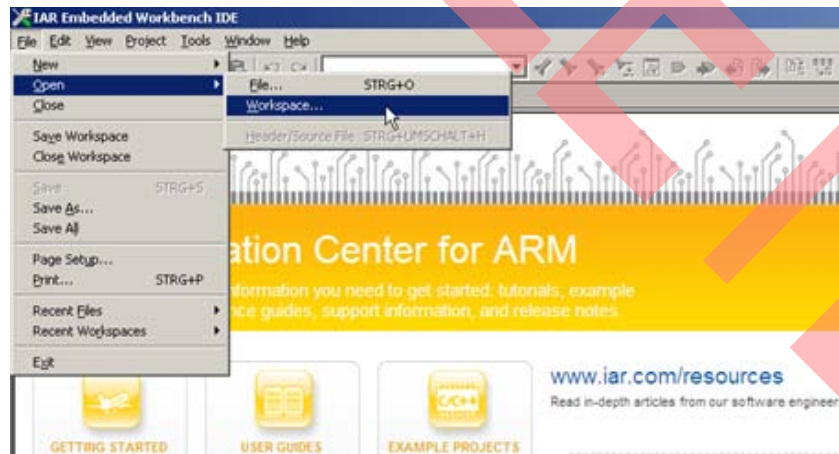 IAR Embedded Workbench IDE
File Edit View Project Tools Window Help
New
Open
Close
Save Workspace
Close Workspace
Save STRG+S
Save As...
Save All
Page Setup...
Print... STRG+P
Recent Files
Recent Workspaces
Exit
File... STRG+O
Workspace...
Header/Source File STRG+UMSCHALT+H
ation Center for ARM
nformation you need to get started: tutorials, example
ce guides, support information, and release notes.
GETTING STARTED
USER GUIDES
C/C++
EXAMPLE PROJECTS
www.iar.com/resources
Read in-depth articles from our software engineer